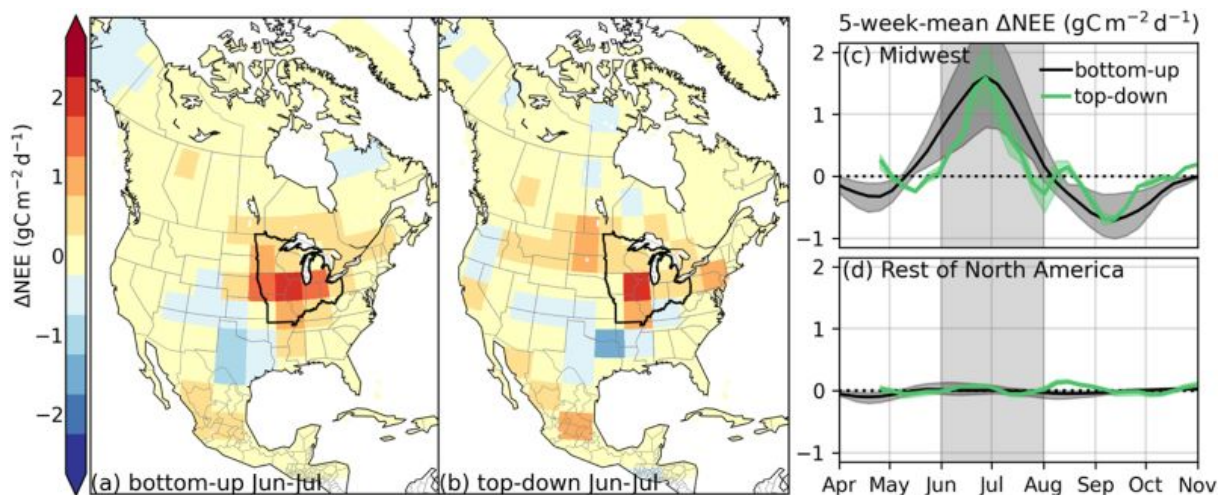 ΔNEE (gC m⁻² d⁻¹)
2
1
0
−1
−2
(a) bottom-up Jun-Jul
(b) top-down Jun-Jul
5-week-mean ΔNEE (gC m⁻² d⁻¹)
(c) Midwest
bottom-up
top-down
2
1
0
−1
(d) Rest of North America
2
1
0
−1
Apr May Jun Jul Aug Sep Oct Nov